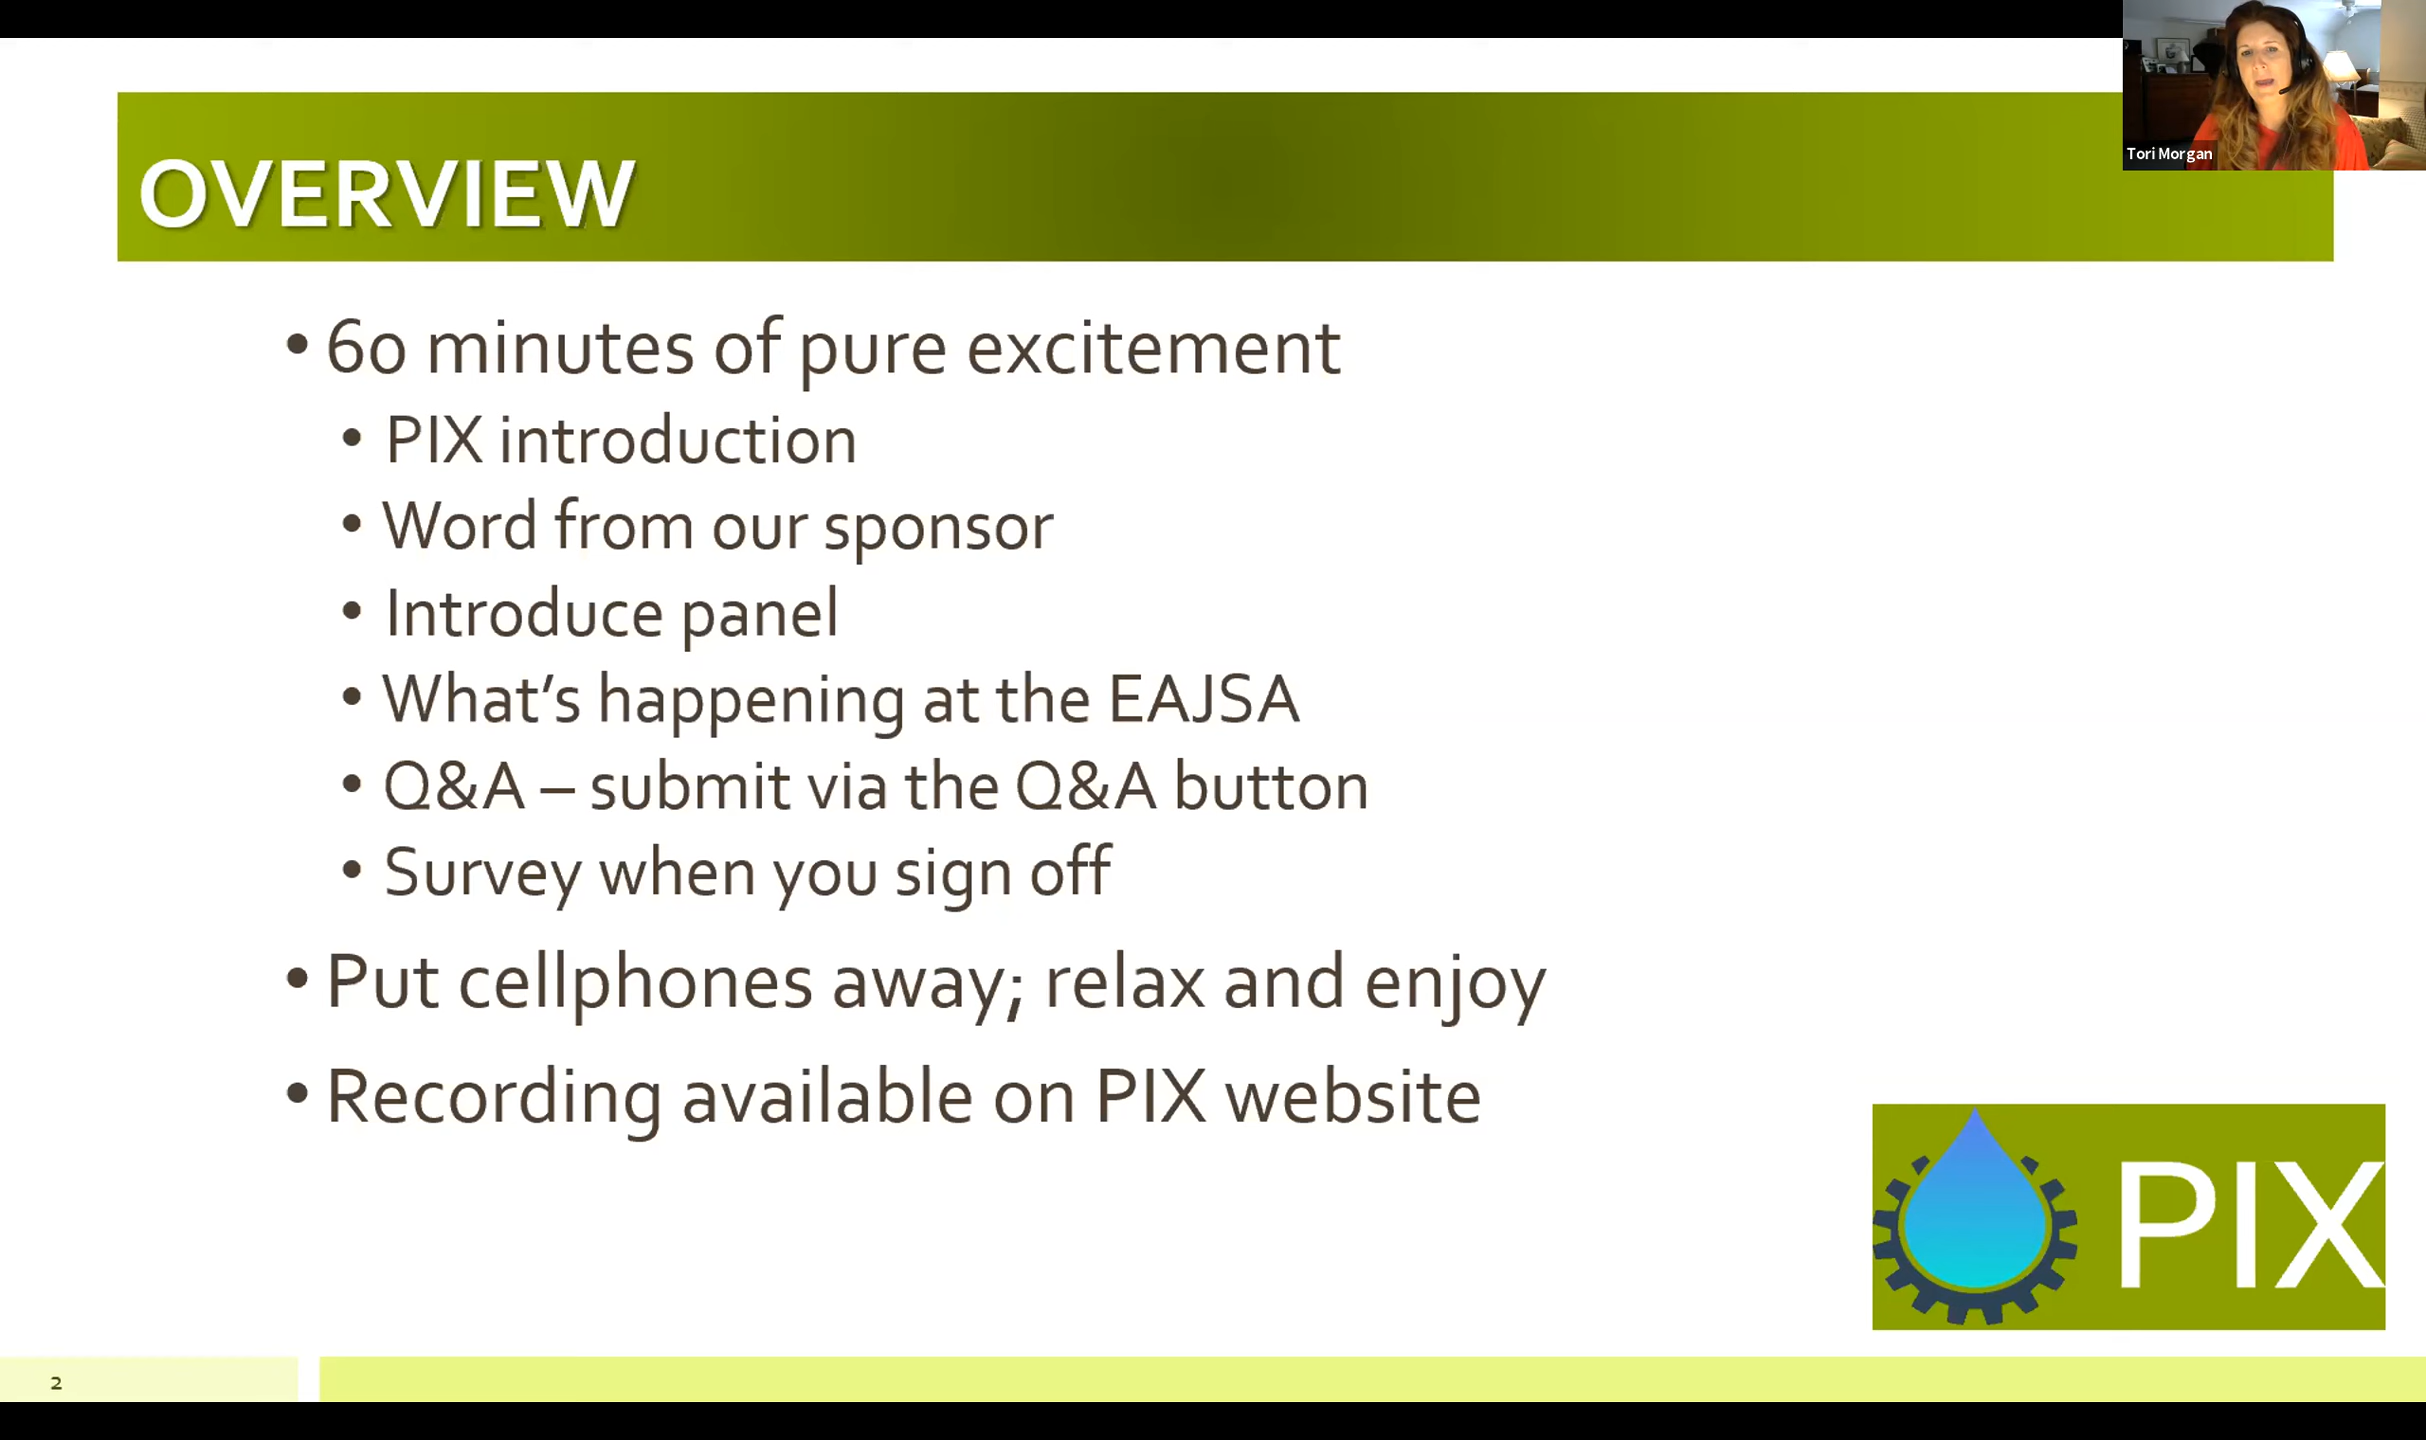 Tori Morgan
OVERVIEW
• 60 minutes of pure excitement
• PIX introduction
• Word from our sponsor
• Introduce panel
• What’s happening at the EAJSA
• Q&A – submit via the Q&A button
• Survey when you sign off
• Put cellphones away; relax and enjoy
• Recording available on PIX website
PIX
2